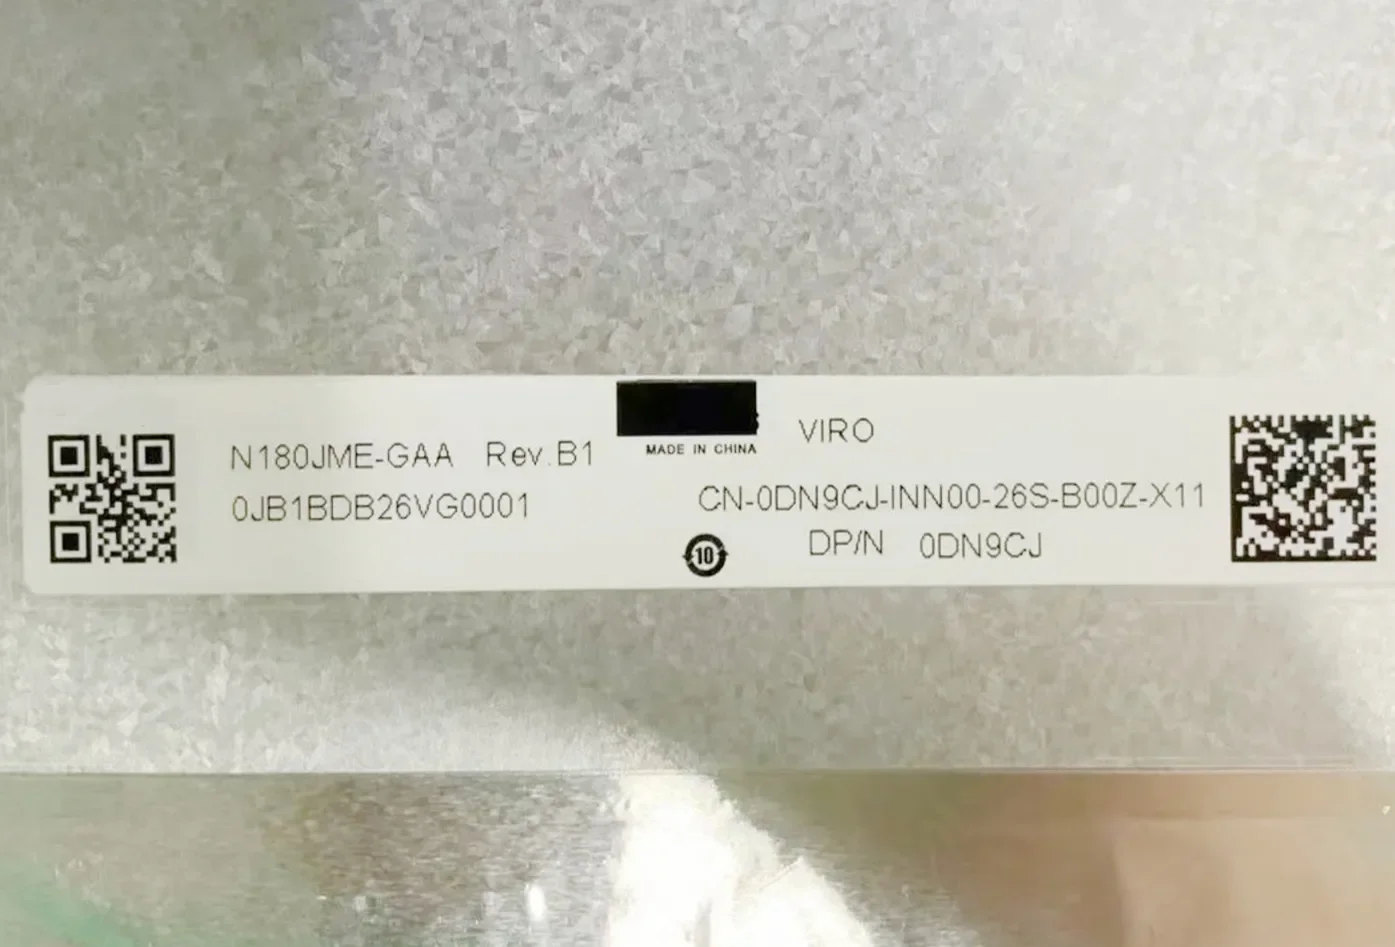 N180JME-GAA Rev.B1
0JB1BDB26VG0001
MADE IN CHINA
VIRO
CN-0DN9CJ-INN00-26S-B00Z-X11
10
DP/N 0DN9CJ